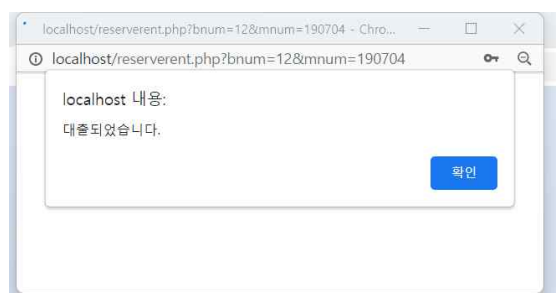 localhost/reserverent.php?bnum=12&mnum=190704 - Chro...
localhost/reserverent.php?bnum=12&mnum=190704
localhost 내용:
대출되었습니다.
확인